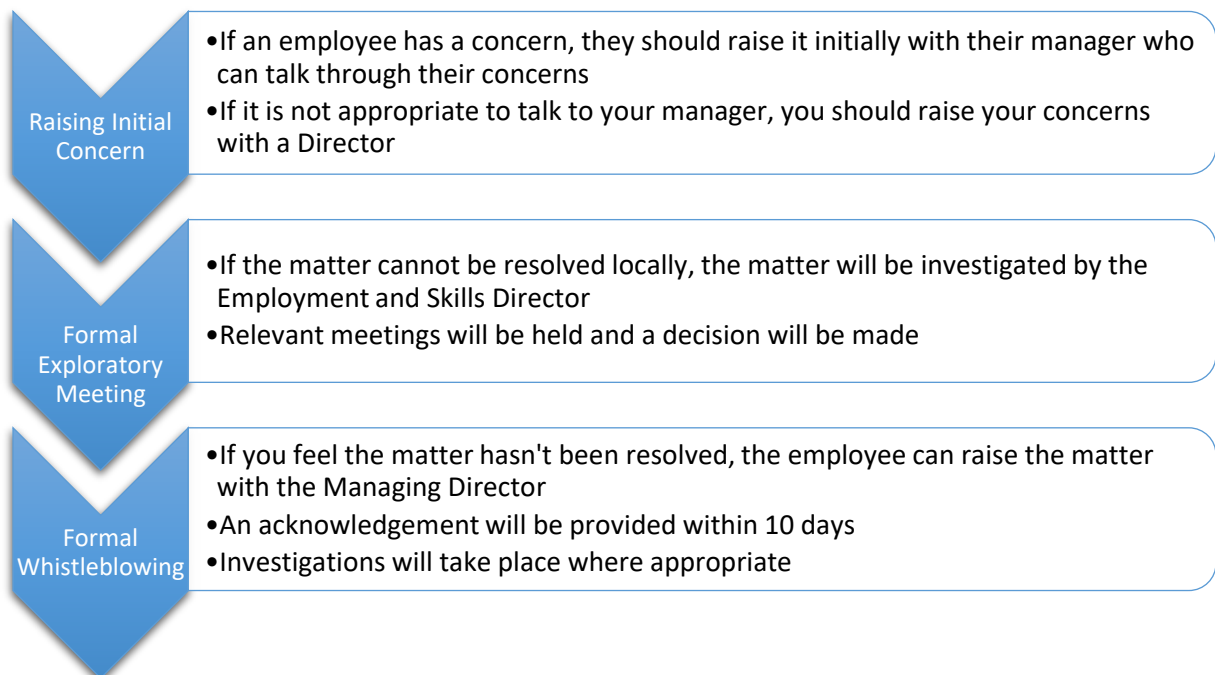 Raising Initial
Concern
•If an employee has a concern, they should raise it initially with their manager who
can talk through their concerns
•If it is not appropriate to talk to your manager, you should raise your concerns
with a Director
Formal
Exploratory
Meeting
•If the matter cannot be resolved locally, the matter will be investigated by the
Employment and Skills Director
•Relevant meetings will be held and a decision will be made
Formal
Whistleblowing
•If you feel the matter hasn't been resolved, the employee can raise the matter
with the Managing Director
•An acknowledgement will be provided within 10 days
•Investigations will take place where appropriate